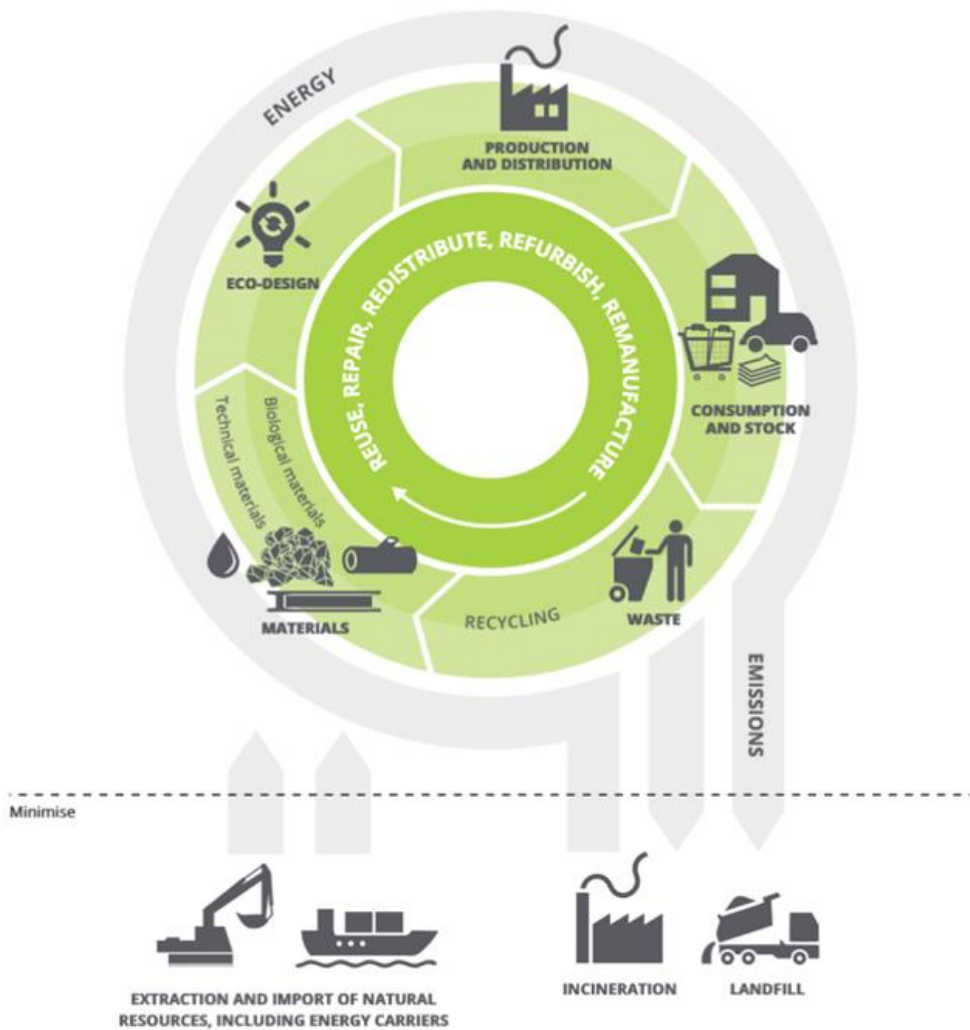 ENERGY
PRODUCTION
AND DISTRIBUTION
ECO-DESIGN
REUSE, REPAIR, REDISTRIBUTE, REFURBISH, REMANUFACTURE
CONSUMPTION
AND STOCK
Technical materials
Biological materials
MATERIALS
RECYCLING
WASTE
EMISSIONS
Minimise
EXTRACTION AND IMPORT OF NATURAL
RESOURCES, INCLUDING ENERGY CARRIERS
INCINERATION
LANDFILL